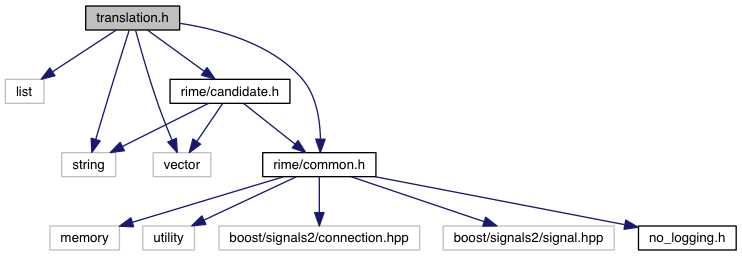 translation.h
list
rime/candidate.h
string
vector
rime/common.h
memory
utility
boost/signals2/connection.hpp
boost/signals2/signal.hpp
no_logging.h